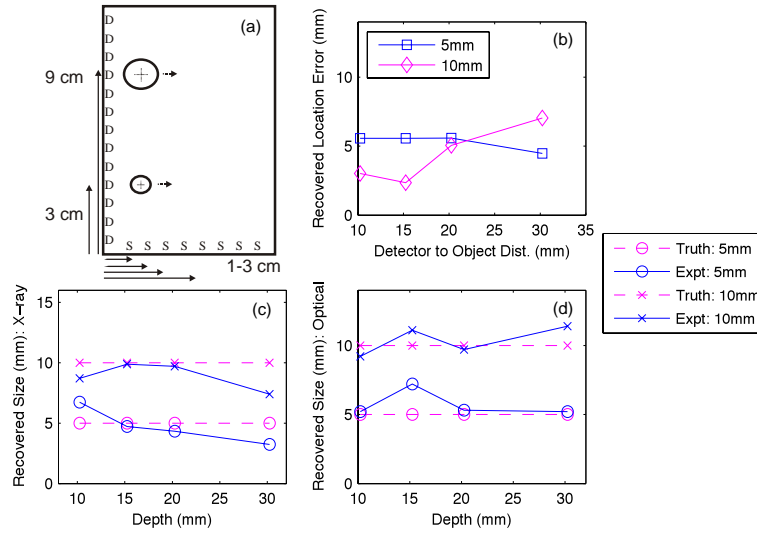 (a)
D
D
D
D
D
D
D
D
D
D
D
D
D
9 cm
3 cm
S S S S S S S S
1-3 cm
(b)
5mm
10mm
Recovered Location Error (mm)
0
5
10
15 20 25 30 35
10
Detector to Object Dist. (mm)
Truth: 5mm
Expt: 5mm
Truth: 10mm
Expt: 10mm
(c)
Recovered Size (mm): X-ray
15
10
5
0
10 15 20 25 30
Depth (mm)
(d)
Recovered Size (mm): Optical
10
5
0
10 15 20 25 30
Depth (mm)